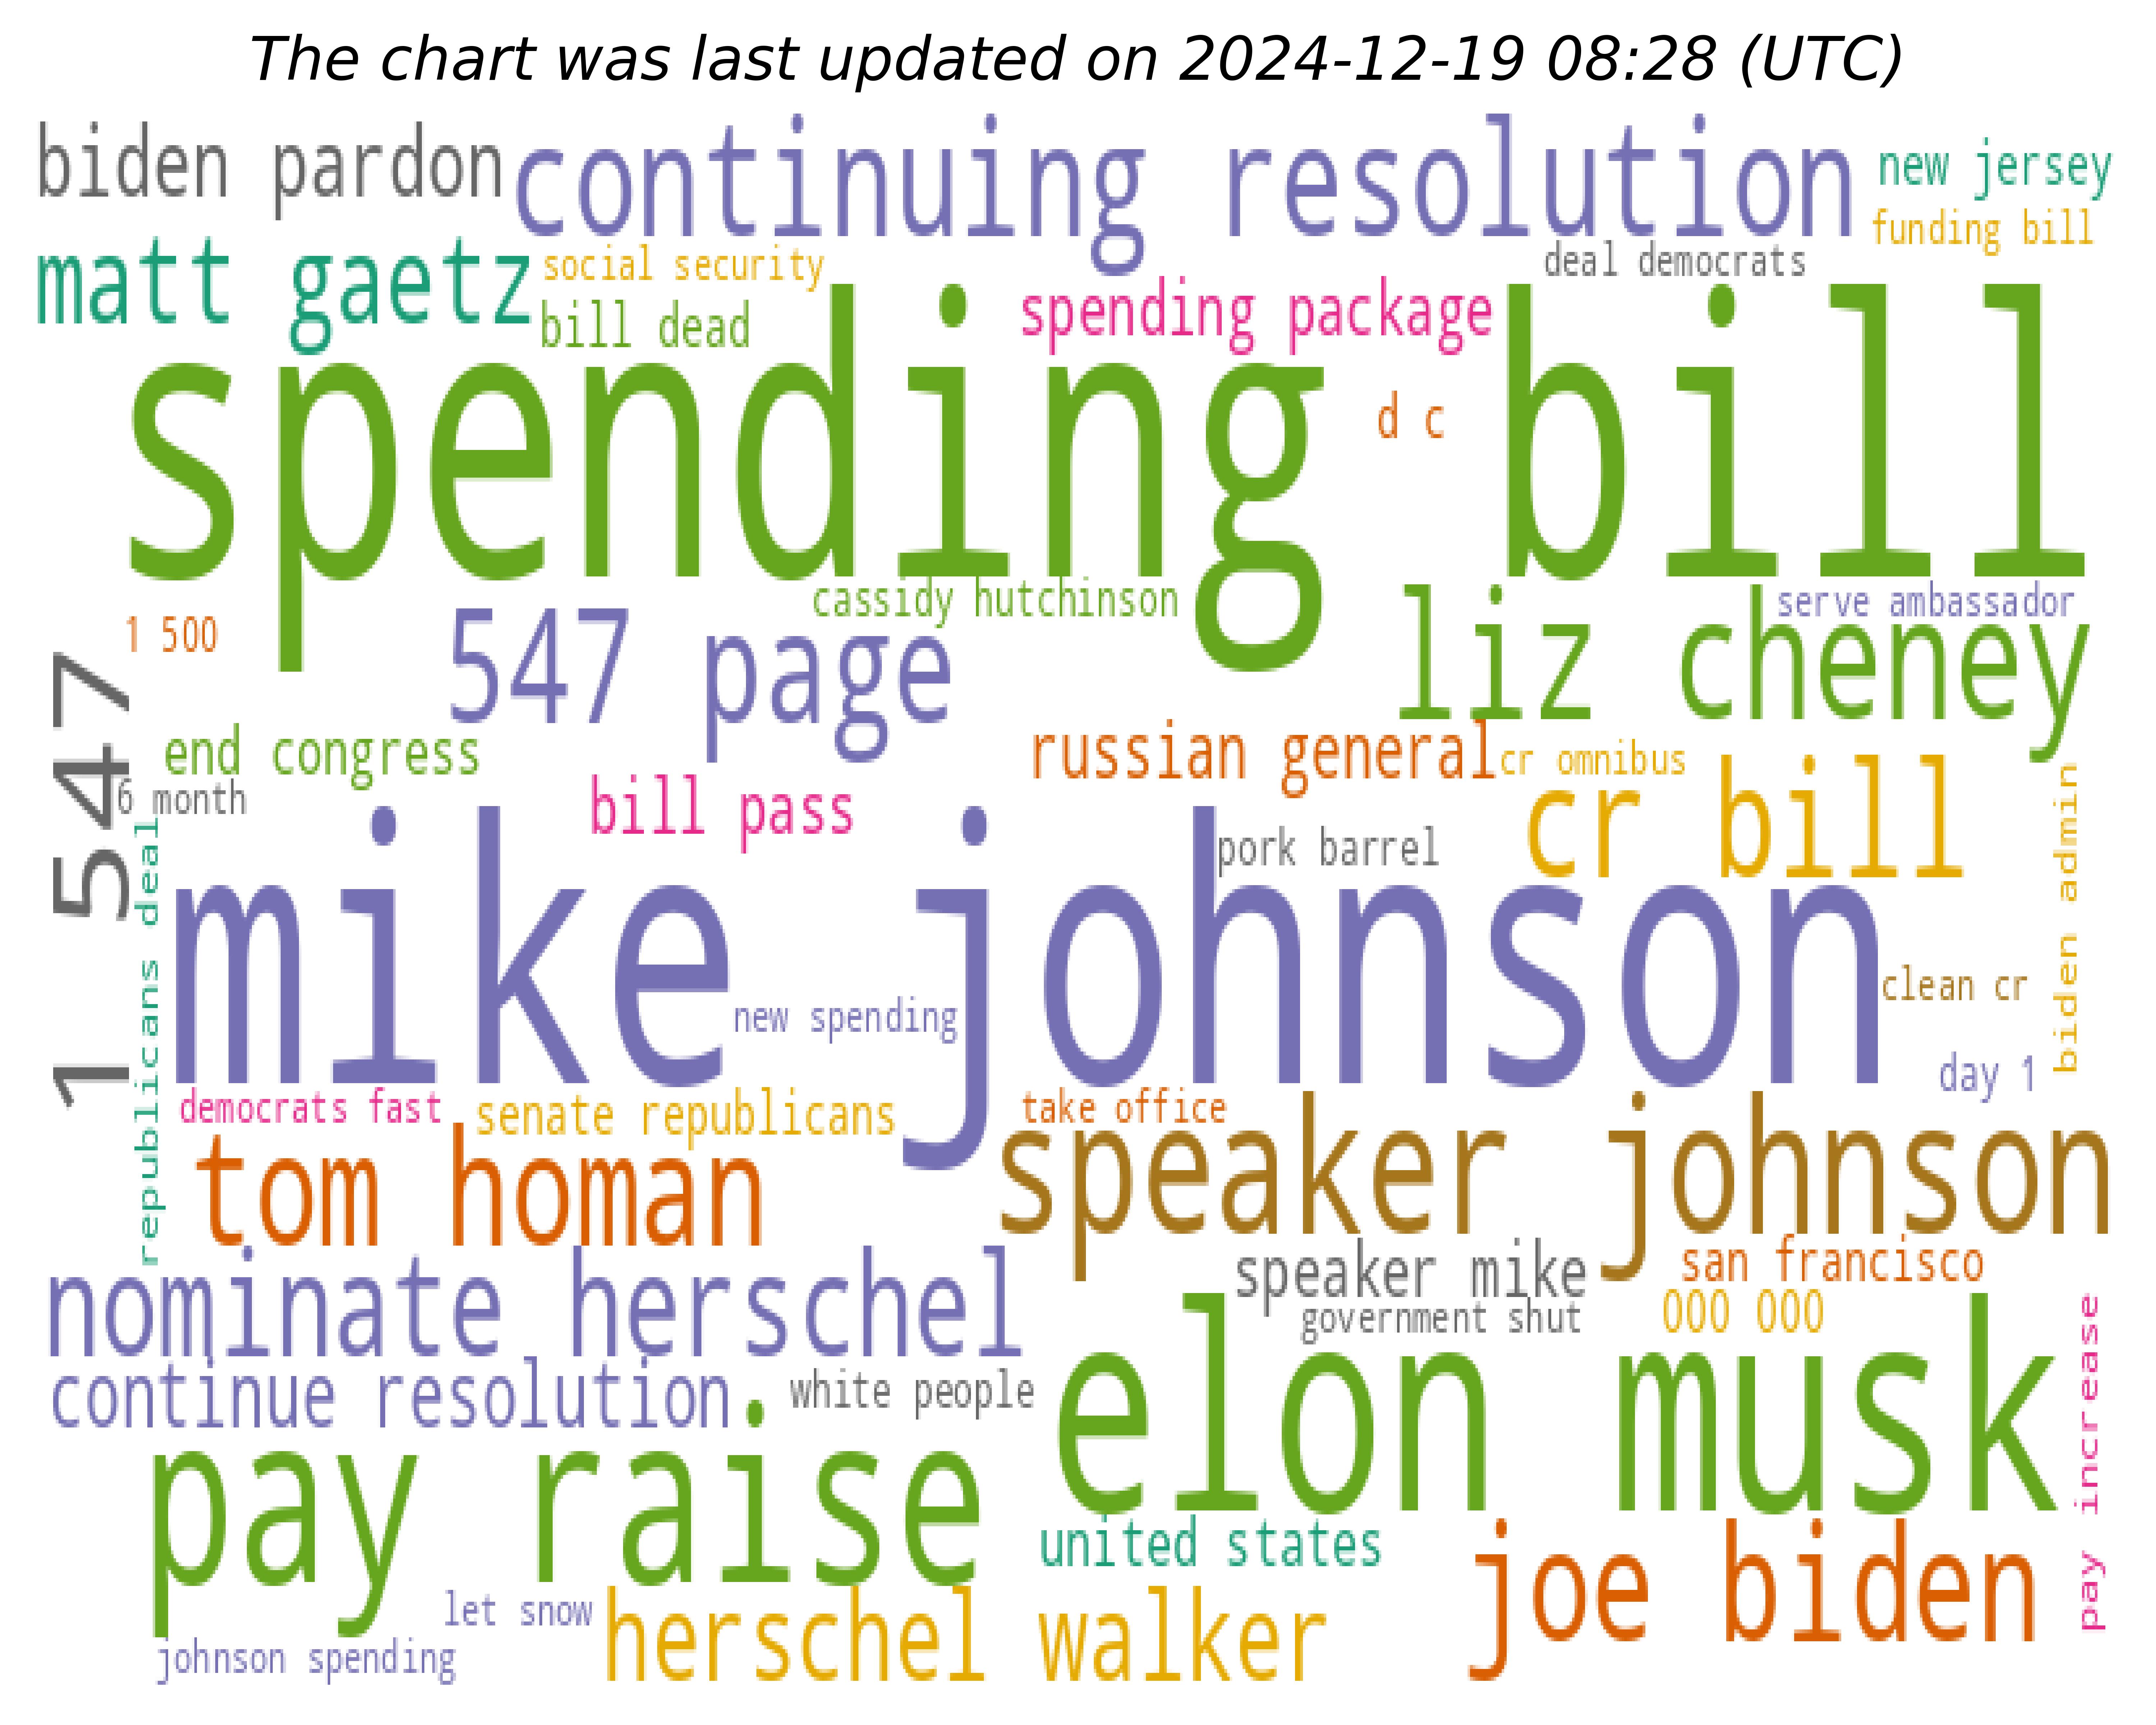 The chart was last updated on 2024-12-19 08:28 (UTC)
biden pardon
continuing resolution
new jersey
funding bill
matt gaetz
social security
deal democrats
bill dead
spending package
spending bill
d c
cassidy hutchinson
serve ambassador
1 500
547 page
liz cheney
1 547
end congress
russian general
cr omnibus
6 month
bill pass
cr bill
biden admin
republicans deal
pork barrel
mike johnson
clean cr
new spending
day 1
democrats fast
senate republicans
take office
tom homan
speaker johnson
nominate herschel
speaker mike
san francisco
government shut
000 000
continue resolution
white people
elon musk
pay increase
pay raise
united states
joe biden
let snow
herschel walker
johnson spending